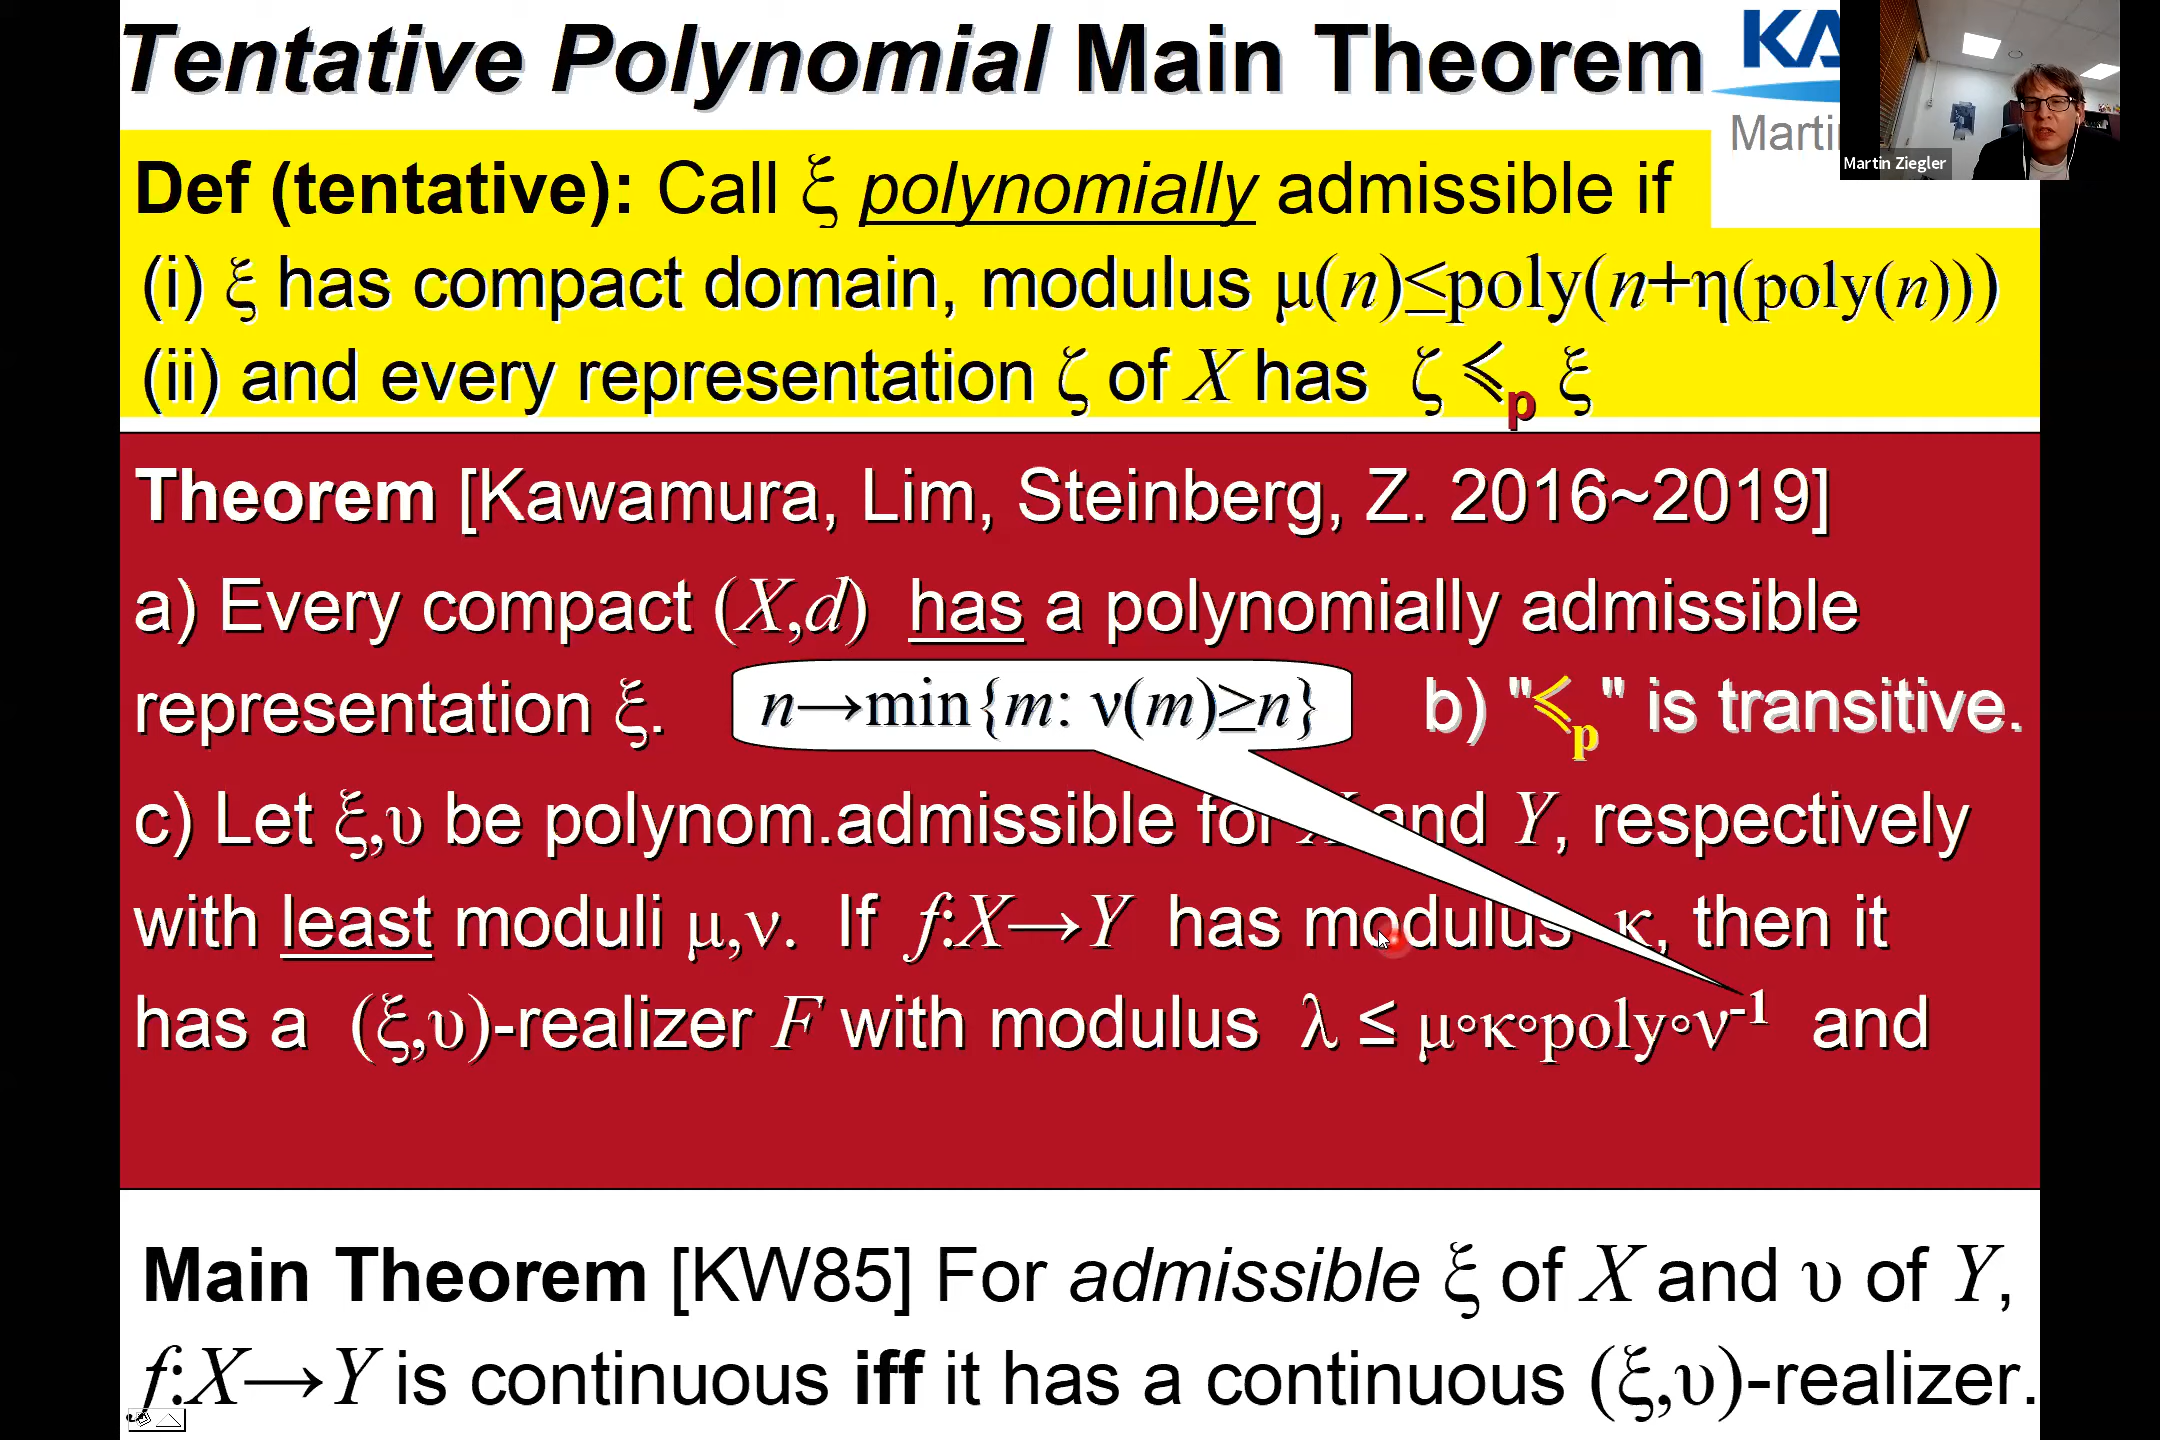 Tentative Polynomial Main Theorem
KA
Marti
Martin Ziegler
Def (tentative): Call ξ polynomially admissible if
(i) ξ has compact domain, modulus μ(n)≤poly(n+η(poly(n)))
(ii) and every representation ζ of X has ζ ≼p ξ
Theorem [Kawamura, Lim, Steinberg, Z. 2016~2019]
a) Every compact (X,d) has a polynomially admissible
representation ξ.
n→min{m: ν(m)≥n}
b) "≼p" is transitive.
c) Let ξ,υ be polynom.admissible for X and Y, respectively
with least moduli μ,ν. If f:X→Y has modulus κ, then it
has a (ξ,υ)-realizer F with modulus λ ≤ μ∘κ∘poly∘ν⁻¹ and
Main Theorem [KW85] For admissible ξ of X and υ of Y,
f:X→Y is continuous iff it has a continuous (ξ,υ)-realizer.